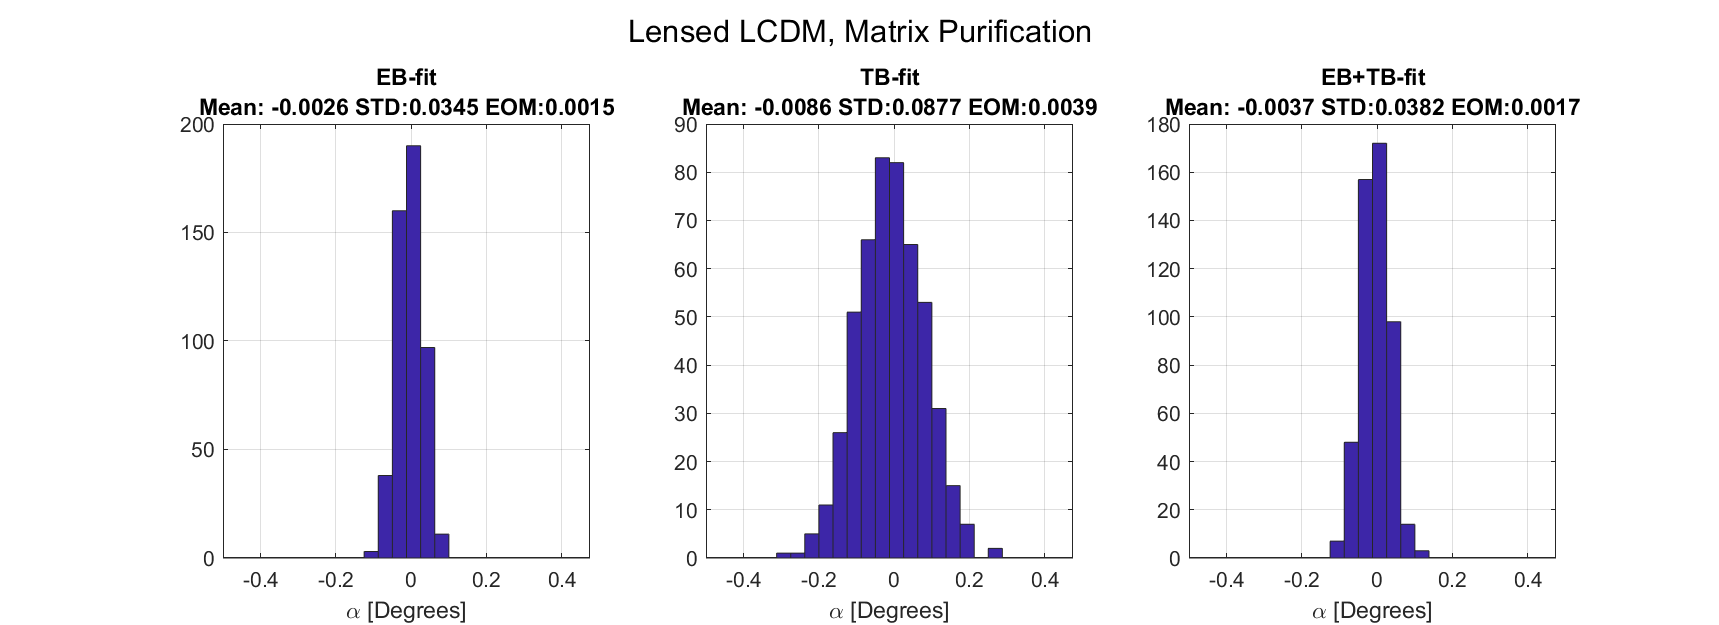 Lensed LCDM, Matrix Purification
EB-fit
Mean: -0.0026 STD:0.0345 EOM:0.0015
200
150
100
50
0
-0.4 -0.2 0 0.2 0.4
α [Degrees]
TB-fit
Mean: -0.0086 STD:0.0877 EOM:0.0039
90
80
70
60
50
40
30
20
10
0
-0.4 -0.2 0 0.2 0.4
α [Degrees]
EB+TB-fit
Mean: -0.0037 STD:0.0382 EOM:0.0017
180
160
140
120
100
80
60
40
20
0
-0.4 -0.2 0 0.2 0.4
α [Degrees]